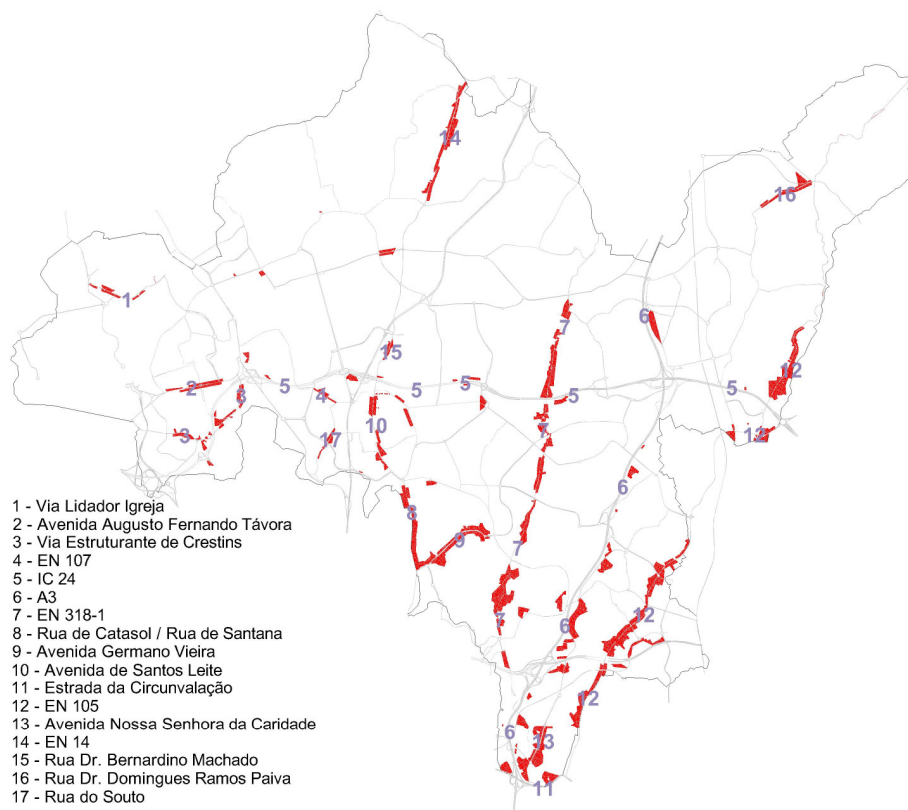 14
16
1
6
7
15
2
5
4
5
5
5
5
12
3
10
7
17
3
12
8
6
9
7
12
7
6
12
6
13
11
1 - Via Lidador Igreja
2 - Avenida Augusto Fernando Távora
3 - Via Estruturante de Crestins
4 - EN 107
5 - IC 24
6 - A3
7 - EN 318-1
8 - Rua de Catasol / Rua de Santana
9 - Avenida Germano Vieira
10 - Avenida de Santos Leite
11 - Estrada da Circunvalação
12 - EN 105
13 - Avenida Nossa Senhora da Caridade
14 - EN 14
15 - Rua Dr. Bernardino Machado
16 - Rua Dr. Domingues Ramos Paiva
17 - Rua do Souto